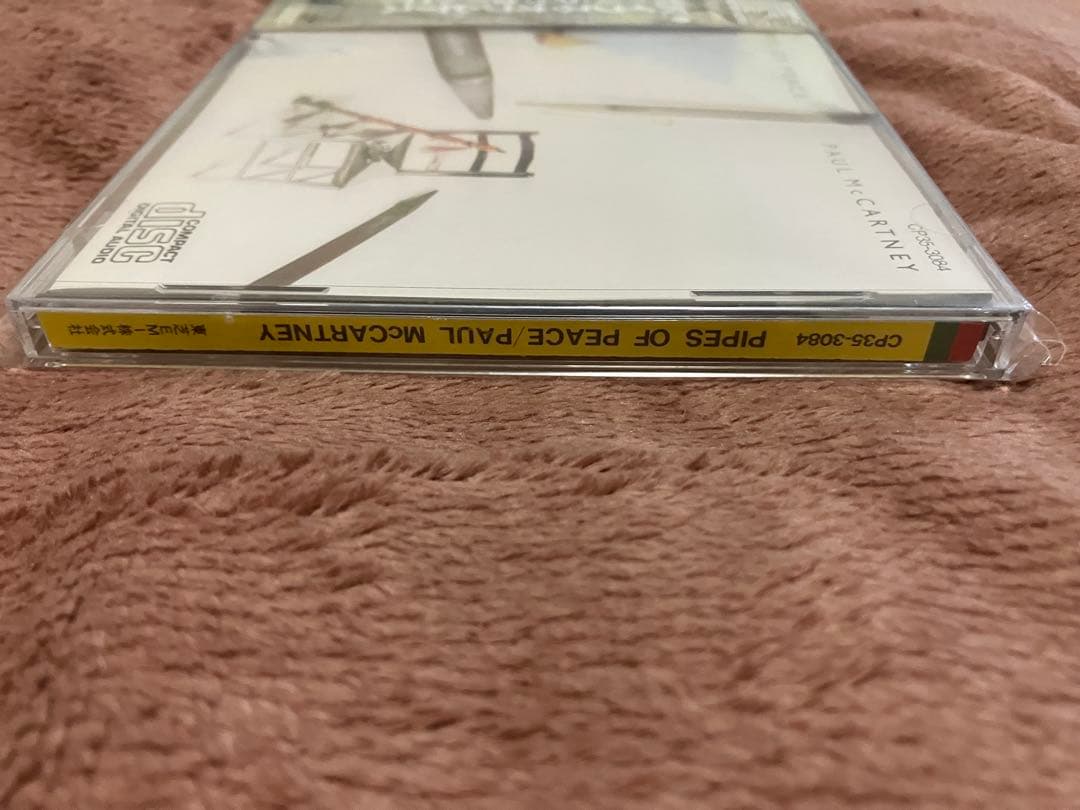 PAUL McCARTNEY
CP35-3084
COMPACT
disc
DIGITAL AUDIO
CP35-3084 PIPES OF PEACE/PAUL McCARTNEY 東芝EMI株式会社